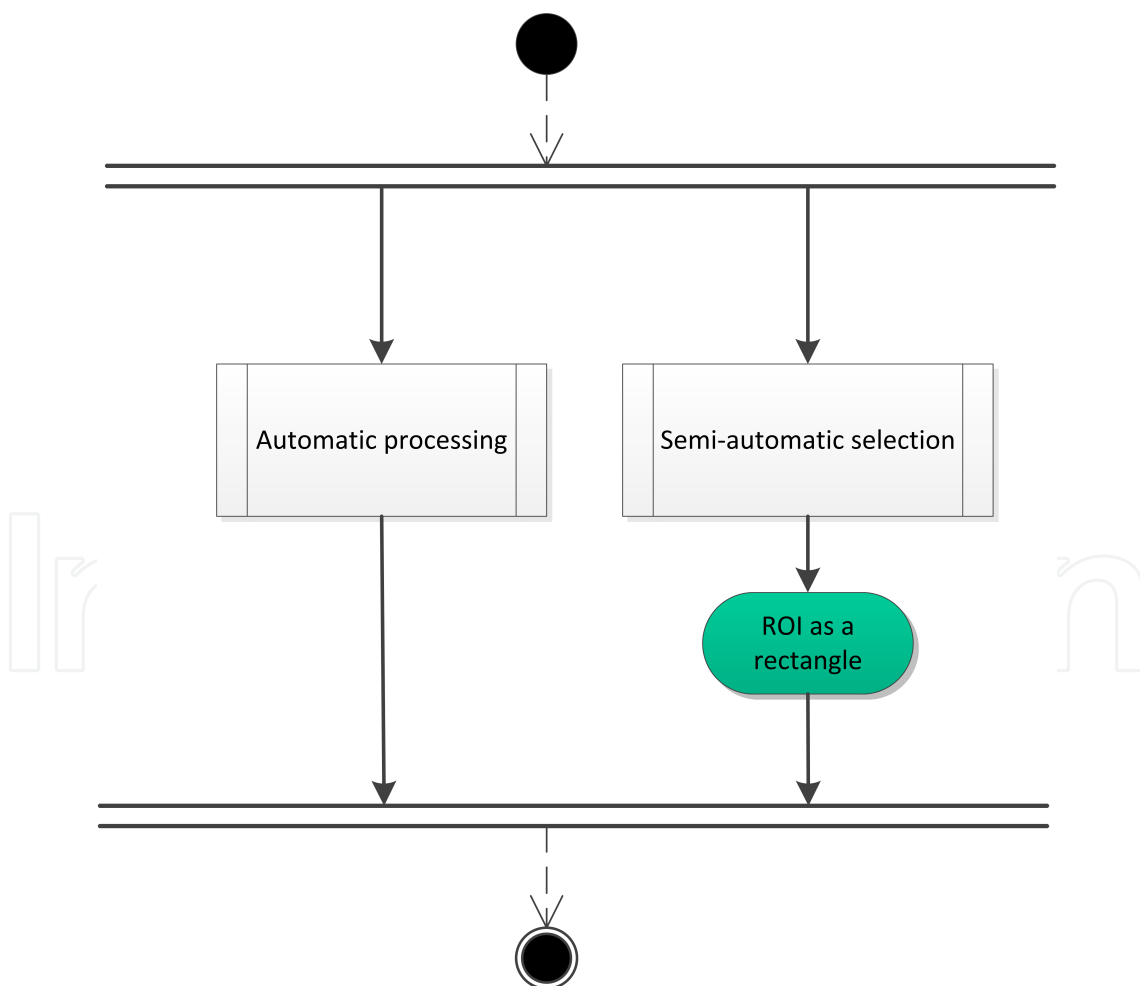 Automatic processing
Semi-automatic selection
ROI as a
rectangle